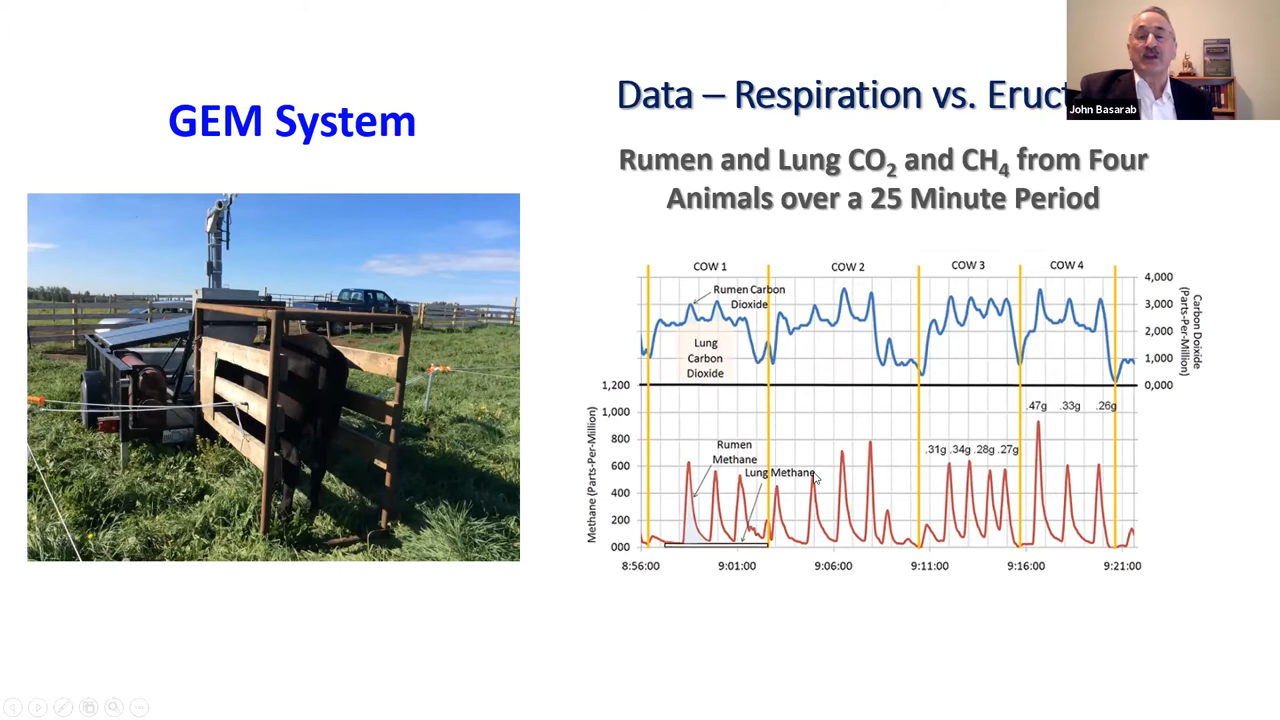 GEM System
Data – Respiration vs. Eruct
John Basarab
Rumen and Lung CO₂ and CH₄ from Four
Animals over a 25 Minute Period
COW 1
COW 2
COW 3
COW 4
Rumen Carbon
Dioxide
Lung
Carbon
Dioxide
4,000
3,000
2,000
1,000
0,000
Carbon Doixide
(Parts-Per-Million)
1,200
1,000
800
600
400
200
000
Methane (Parts-Per-Million)
Rumen
Methane
Lung Methane
.31g .34g .28g .27g
.47g .33g .26g
8:56:00 9:01:00 9:06:00 9:11:00 9:16:00 9:21:00